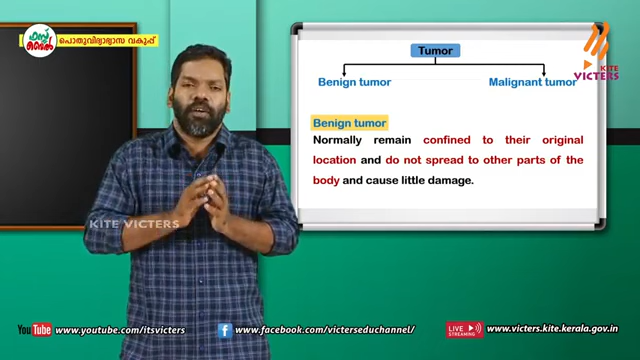 ഫസ്റ്റ്
ബെൽ
പൊതുവിദ്യാഭ്യാസ വകുപ്പ്
KITE
VICTERS
Tumor
Benign tumor
Malignant tumor
Benign tumor
Normally remain confined to their original
location and do not spread to other parts of the
body and cause little damage.
KITE VICTERS
YouTube www.youtube.com/itsvicters
www.facebook.com/victerseduchannel/
LIVE
STREAMING
www.victers.kite.kerala.gov.in